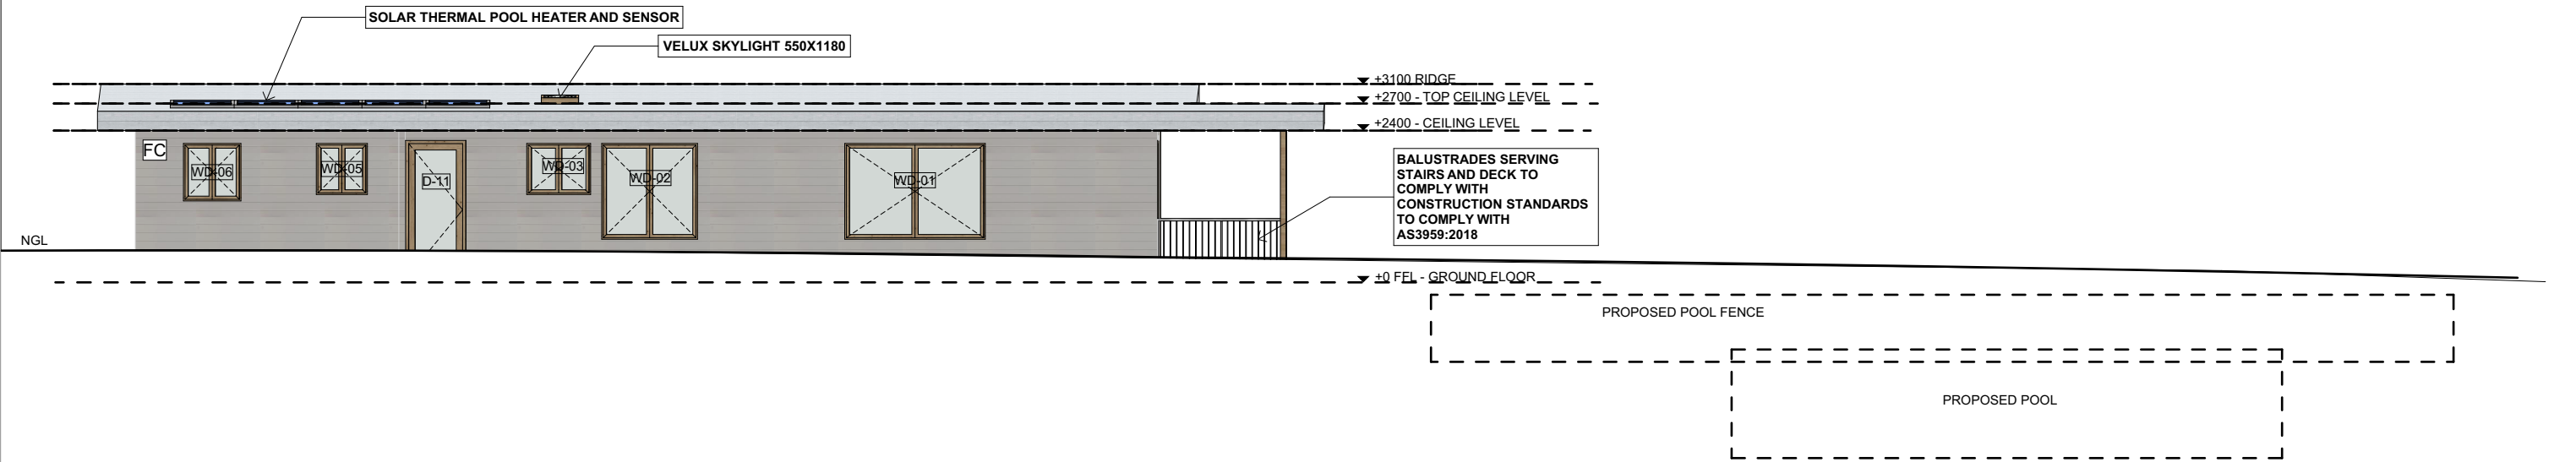 SOLAR THERMAL POOL HEATER AND SENSOR
VELUX SKYLIGHT 550X1180
+3100 RIDGE
+2700 - TOP CEILING LEVEL
+2400 - CEILING LEVEL
FC
WD-06
WD-05
D-11
WD-03
WD-02
WD-01
BALUSTRADES SERVING
STAIRS AND DECK TO
COMPLY WITH
CONSTRUCTION STANDARDS
TO COMPLY WITH
AS3959:2018
NGL
+0 FFL - GROUND FLOOR
PROPOSED POOL FENCE
PROPOSED POOL